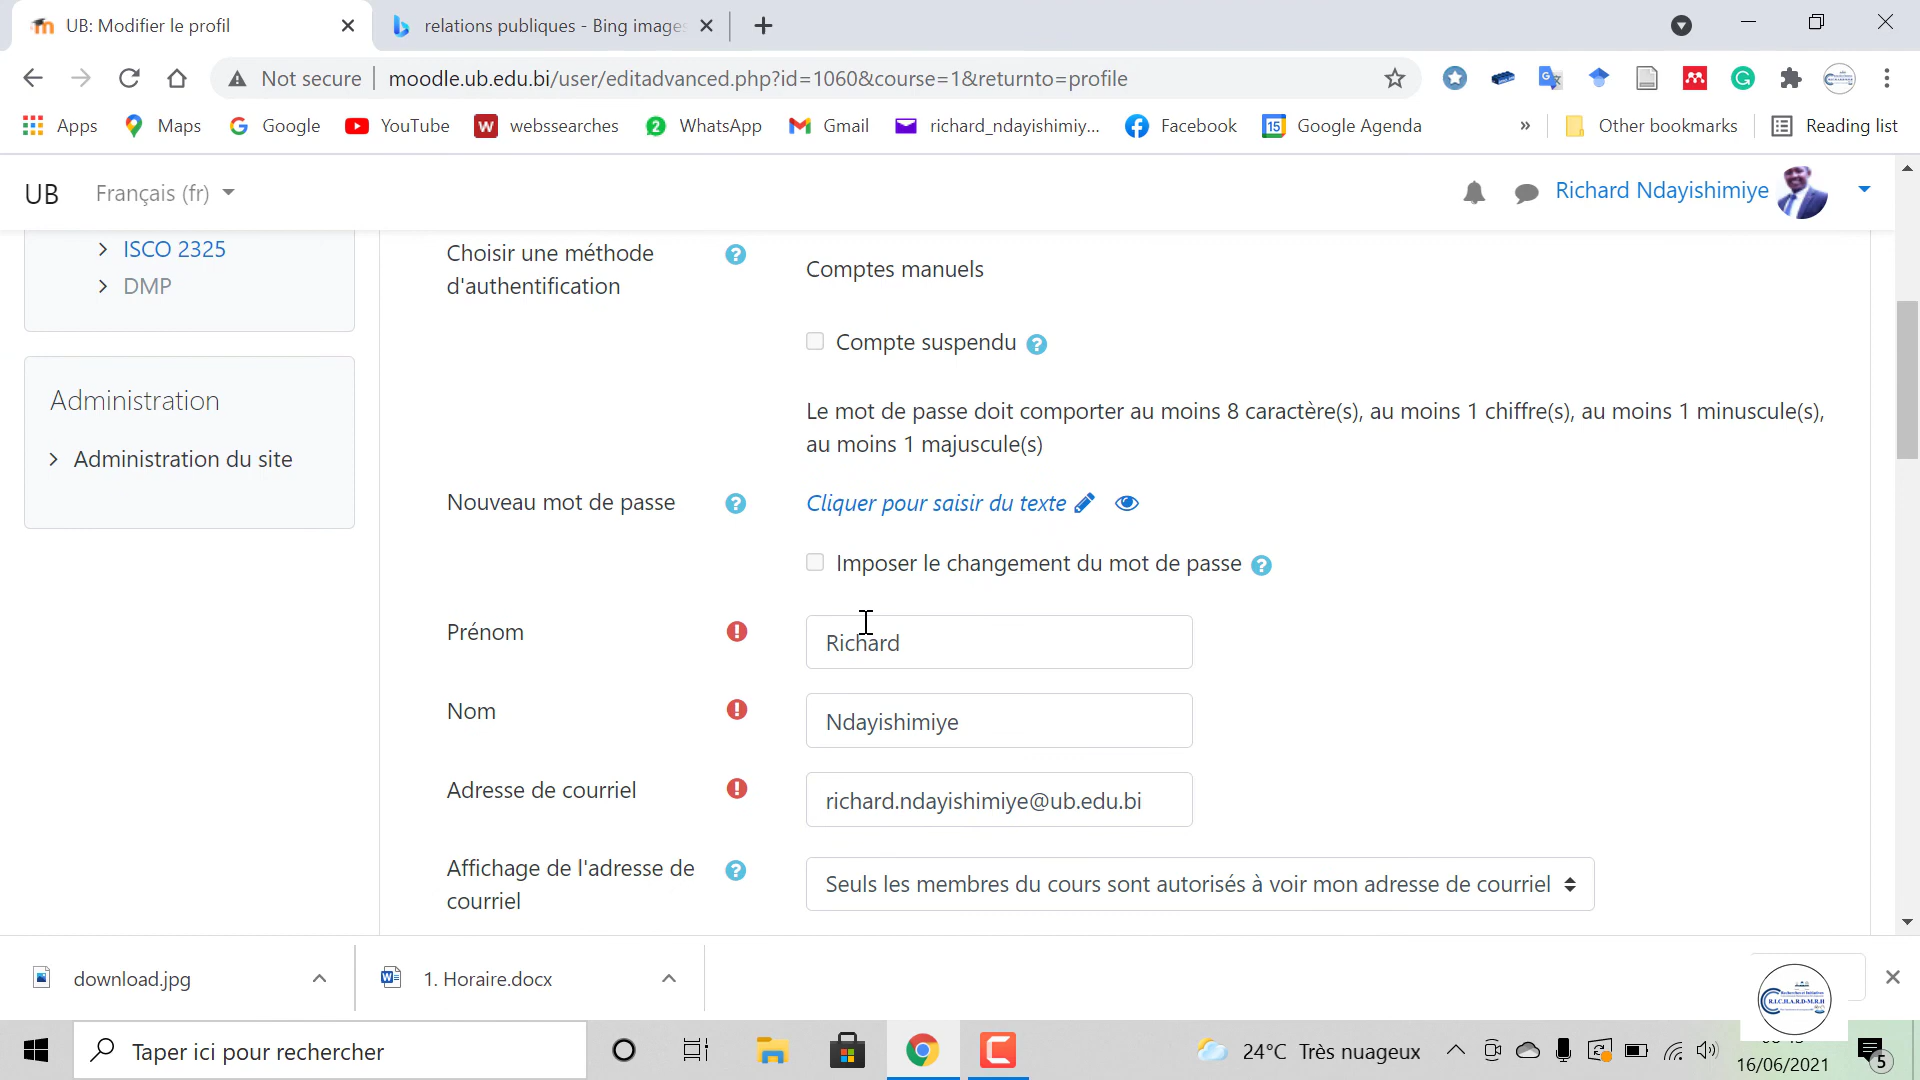 UB: Modifier le profil
relations publiques - Bing images
Not secure
moodle.ub.edu.bi/user/editadvanced.php?id=1060&course=1&returnto=profile
Apps
Maps
Google
YouTube
webssearches
WhatsApp
Gmail
richard_ndayishimiy...
Facebook
Google Agenda
»
Other bookmarks
Reading list
UB
Français (fr)
Richard Ndayishimiye
ISCO 2325
DMP
Administration
Administration du site
Choisir une méthode
d'authentification
Comptes manuels
Compte suspendu
Le mot de passe doit comporter au moins 8 caractère(s), au moins 1 chiffre(s), au moins 1 minuscule(s),
au moins 1 majuscule(s)
Nouveau mot de passe
Cliquer pour saisir du texte
Imposer le changement du mot de passe
Prénom
Richard
Nom
Ndayishimiye
Adresse de courriel
richard.ndayishimiye@ub.edu.bi
Affichage de l'adresse de
courriel
Seuls les membres du cours sont autorisés à voir mon adresse de courriel
download.jpg
1. Horaire.docx
R.I.C.H.A.R.D-M.R.H
Taper ici pour rechercher
24°C Très nuageux
16/06/2021
5